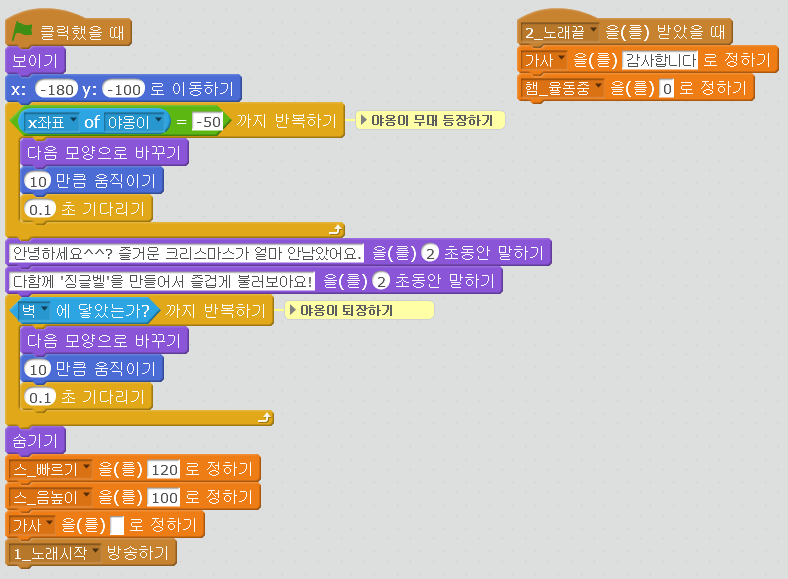 클릭했을 때
보이기
x: -180 y: -100 로 이동하기
x좌표 of 야옹이 = -50 까지 반복하기
야옹이 무대 등장하기
다음 모양으로 바꾸기
10 만큼 움직이기
0.1 초 기다리기
안녕하세요^^? 즐거운 크리스마스가 얼마 안남았어요. 을(를) 2 초동안 말하기
다함께 '징글벨'을 만들어서 즐겁게 불러보아요! 을(를) 2 초동안 말하기
벽 에 닿았는가? 까지 반복하기
야옹이 퇴장하기
다음 모양으로 바꾸기
10 만큼 움직이기
0.1 초 기다리기
숨기기
스_빠르기 을(를) 120 로 정하기
스_음높이 을(를) 100 로 정하기
가사 을(를) 로 정하기
1_노래시작 방송하기
2_노래끝 을(를) 받았을 때
가사 을(를) 감사합니다 로 정하기
햄_율동중 을(를) 0 로 정하기